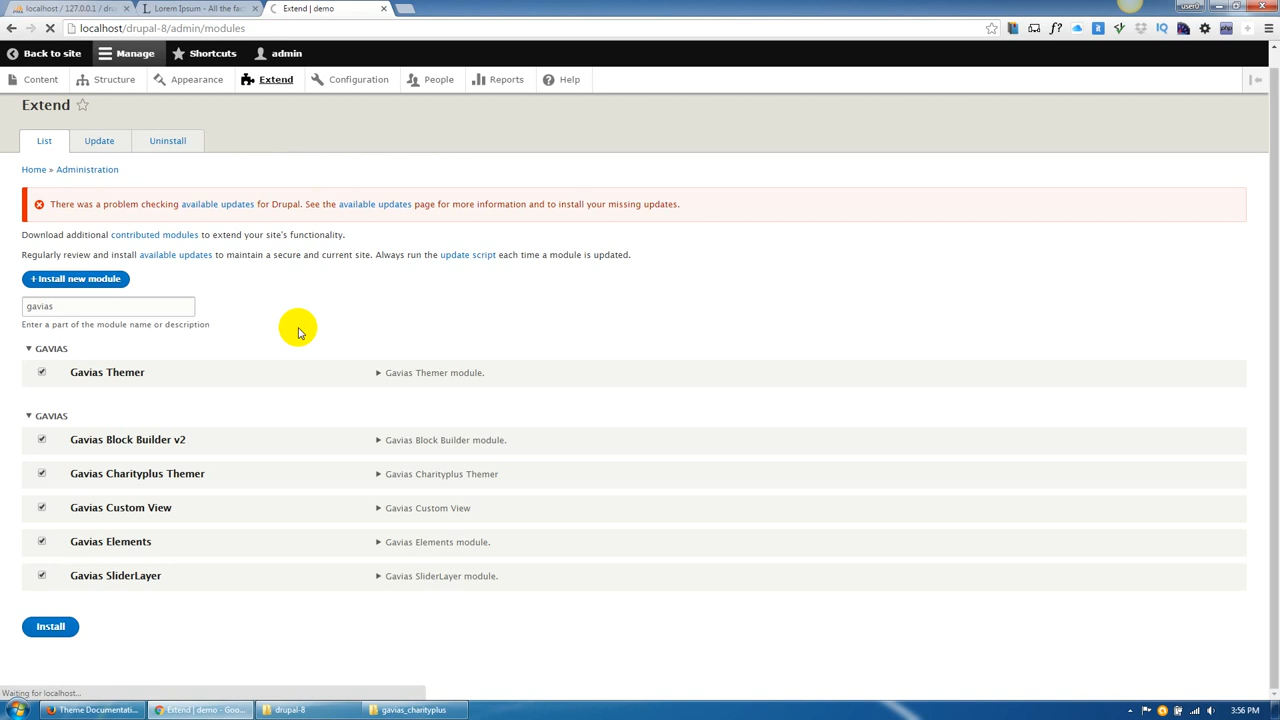 localhost / 127.0.0.1 / dru
Lorem Ipsum - All the fac
Extend | demo
user0
localhost/drupal-8/admin/modules
Back to site
Manage
Shortcuts
admin
Content
Structure
Appearance
Extend
Configuration
People
Reports
Help
Extend
List
Update
Uninstall
Home » Administration
There was a problem checking available updates for Drupal. See the available updates page for more information and to install your missing updates.
Download additional contributed modules to extend your site's functionality.
Regularly review and install available updates to maintain a secure and current site. Always run the update script each time a module is updated.
+ Install new module
gavias
Enter a part of the module name or description
GAVIAS
Gavias Themer
Gavias Themer module.
GAVIAS
Gavias Block Builder v2
Gavias Block Builder module.
Gavias Charityplus Themer
Gavias Charityplus Themer
Gavias Custom View
Gavias Custom View
Gavias Elements
Gavias Elements module.
Gavias SliderLayer
Gavias SliderLayer module.
Install
Waiting for localhost...
Theme Documentati...
Extend | demo - Goo...
drupal-8
gavias_charityplus
3:56 PM